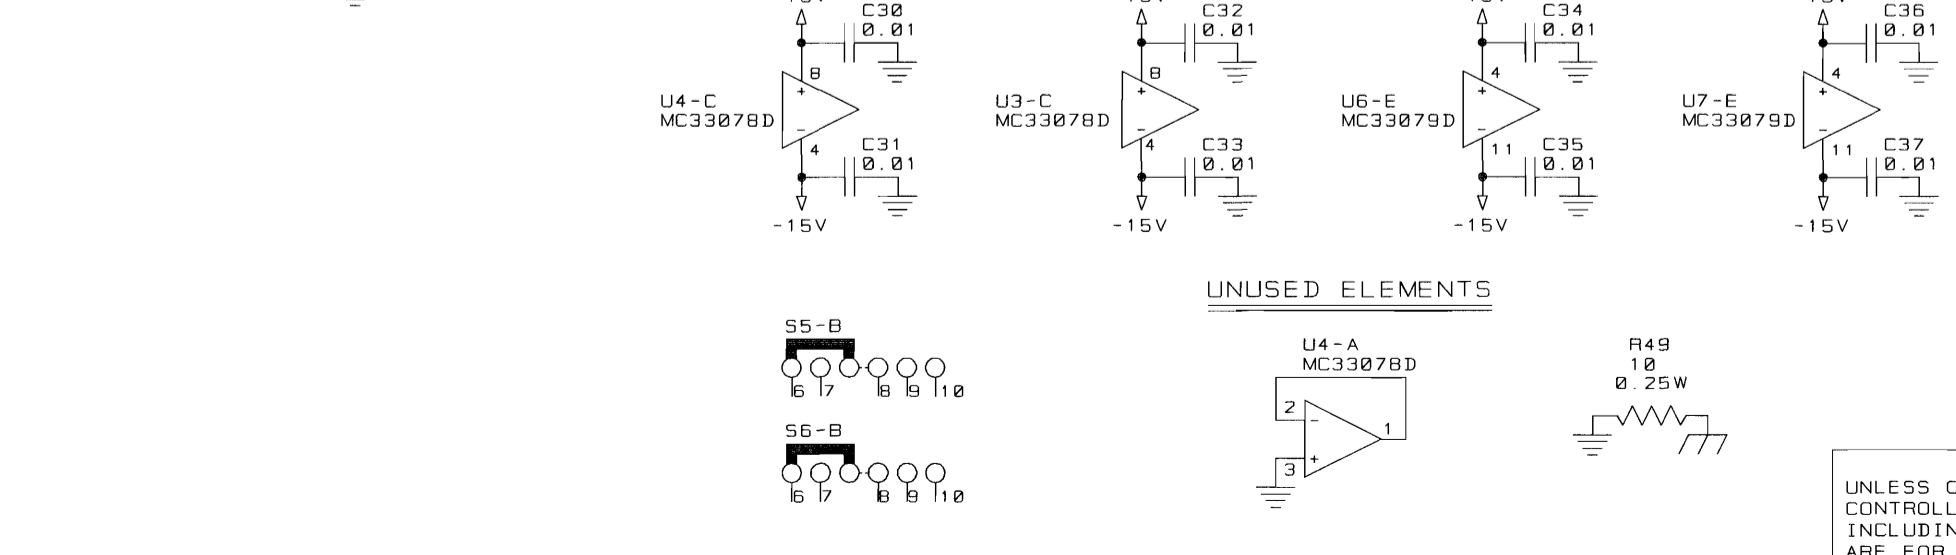 C30
0.01
C32
0.01
C34
0.01
C36
0.01
8
8
4
4
+
+
+
+
U4-C
MC33078D
U3-C
MC33078D
U6-E
MC33079D
U7-E
MC33079D
-
-
-
-
4
4
11
11
C31
0.01
C33
0.01
C35
0.01
C37
0.01
-15V
-15V
-15V
-15V
UNUSED ELEMENTS
S5-B
6 7 8 9 10
S6-B
6 7 8 9 10
U4-A
MC33078D
2
-
1
+
3
R49
10
0.25W
UNLESS
CONTROLL
INCLUDIN
ARE FOR